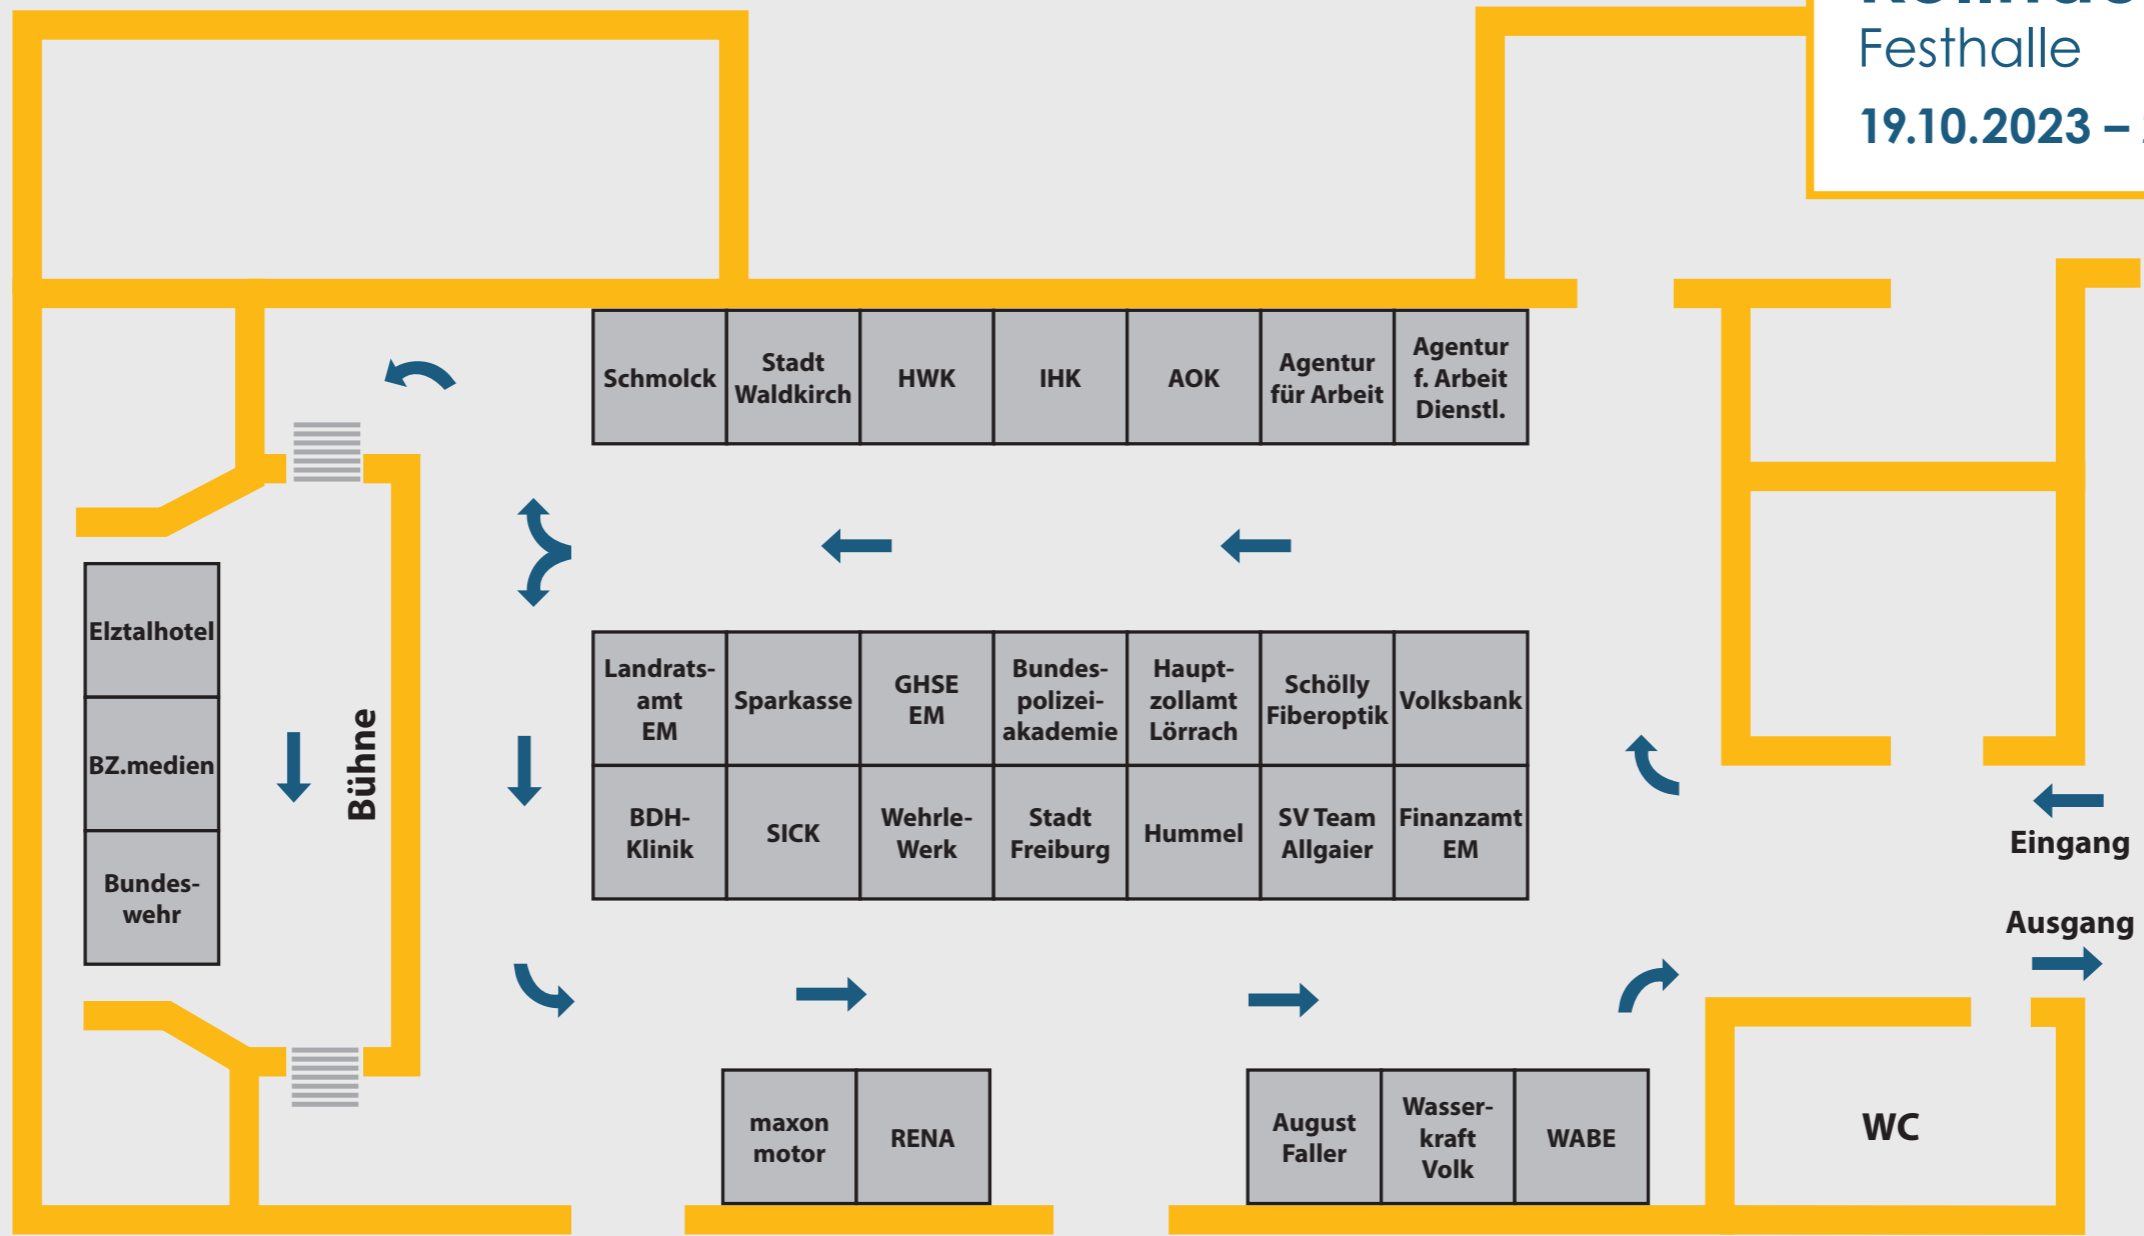 Festhalle
19.10.2023 –
Schmolck
Stadt
Waldkirch
HWK
IHK
AOK
Agentur
für Arbeit
Agentur
f. Arbeit
Dienstl.
Elztalhotel
BZ.medien
Bundes-
wehr
Bühne
Landrats-
amt
EM
Sparkasse
GHSE
EM
Bundes-
polizei-
akademie
Haupt-
zollamt
Lörrach
Schölly
Fiberoptik
Volksbank
BDH-
Klinik
SICK
Wehrle-
Werk
Stadt
Freiburg
Hummel
SV Team
Allgaier
Finanzamt
EM
Eingang
Ausgang
maxon
motor
RENA
August
Faller
Wasser-
kraft
Volk
WABE
WC